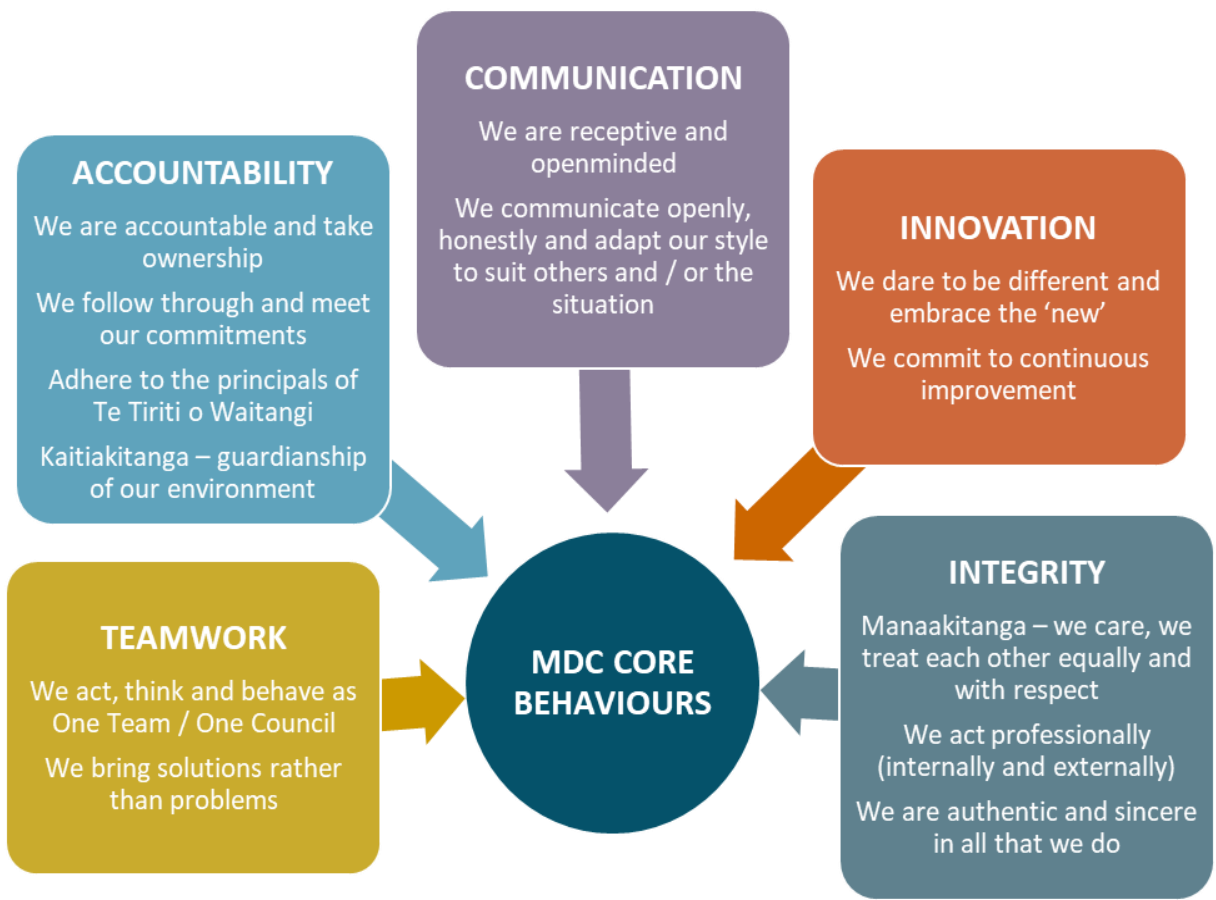 COMMUNICATION
We are receptive and
openminded
We communicate openly,
honestly and adapt our style
to suit others and / or the
situation
ACCOUNTABILITY
We are accountable and take
ownership
We follow through and meet
our commitments
Adhere to the principals of
Te Tiriti o Waitangi
Kaitiakitanga – guardianship
of our environment
INNOVATION
We dare to be different and
embrace the ‘new’
We commit to continuous
improvement
TEAMWORK
We act, think and behave as
One Team / One Council
We bring solutions rather
than problems
MDC CORE
BEHAVIOURS
INTEGRITY
Manaakitanga – we care, we
treat each other equally and
with respect
We act professionally
(internally and externally)
We are authentic and sincere
in all that we do